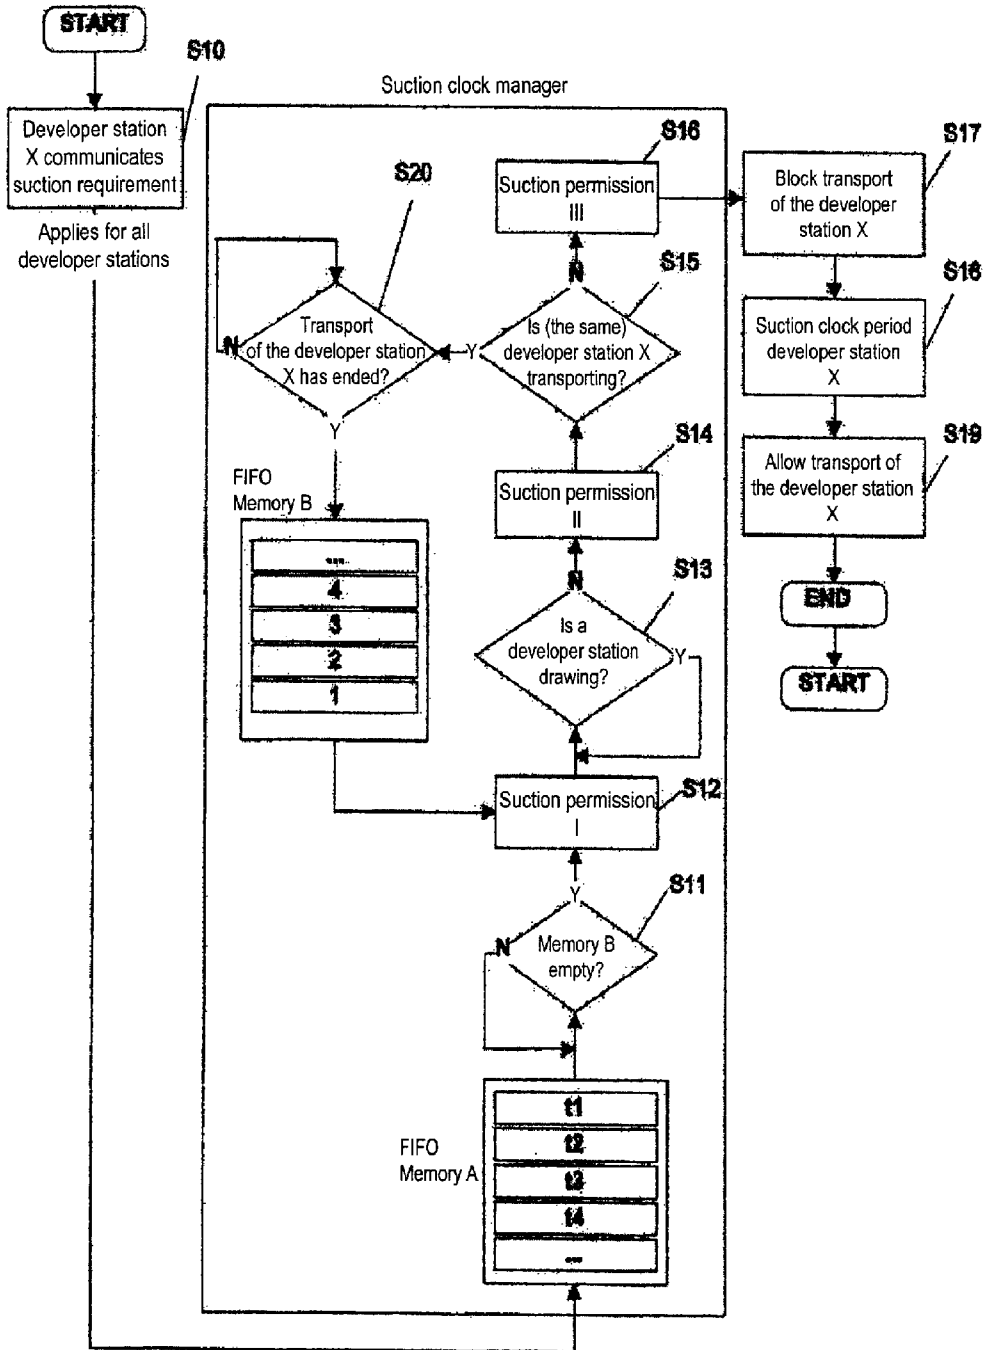 START
S10
Developer station
X communicates
suction requirement
Applies for all
developer stations
Suction clock manager
S16
Suction permission
III
S17
Block transport
of the developer
station X
S20
S15
Transport
of the developer station
X has ended?
N
Y
Is (the same)
developer station X
transporting?
N
Y
S16
Suction clock period
developer station
X
S19
Allow transport of
the developer station
X
END
START
S14
Suction permission
II
FIFO
Memory B
...
4
3
2
1
N
S13
Is a
developer station
drawing?
Y
Suction permission
I
S12
Y
S11
N
Memory B
empty?
FIFO
Memory A
t1
t2
t3
t4
...